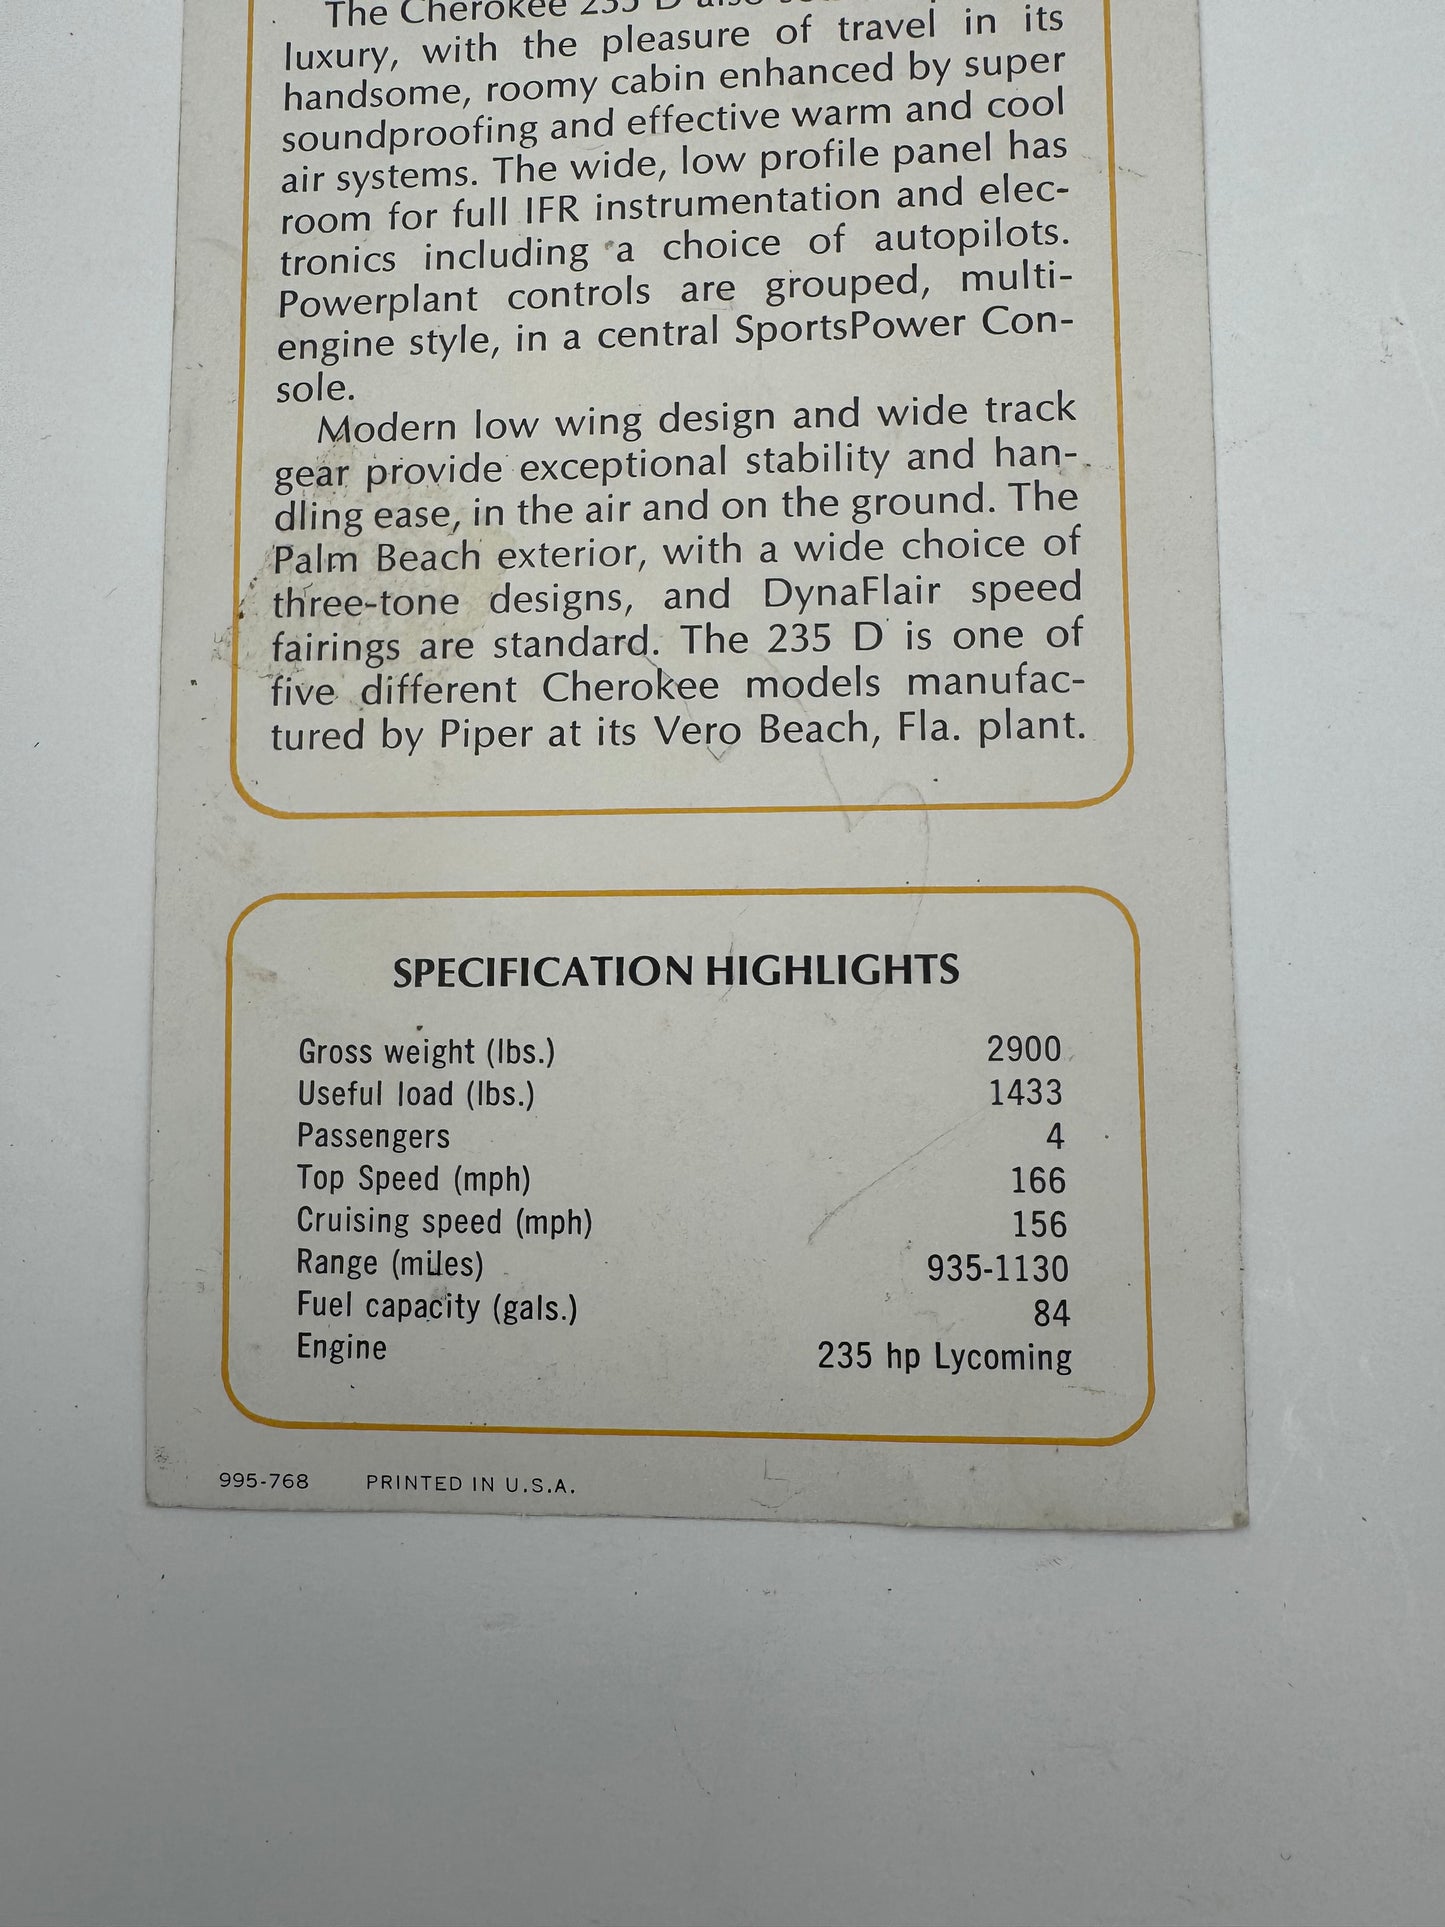 The Cherokee 235 D also
luxury, with the pleasure of travel in its
handsome, roomy cabin enhanced by super
soundproofing and effective warm and cool
air systems. The wide, low profile panel has
room for full IFR instrumentation and elec-
tronics including a choice of autopilots.
Powerplant controls are grouped, multi-
engine style, in a central SportsPower Con-
sole.
Modern low wing design and wide track
gear provide exceptional stability and han-
dling ease, in the air and on the ground. The
Palm Beach exterior, with a wide choice of
three-tone designs, and DynaFlair speed
fairings are standard. The 235 D is one of
five different Cherokee models manufac-
tured by Piper at its Vero Beach, Fla. plant.
SPECIFICATION HIGHLIGHTS
Gross weight (lbs.) 2900
Useful load (lbs.) 1433
Passengers 4
Top Speed (mph) 166
Cruising speed (mph) 156
Range (miles) 935-1130
Fuel capacity (gals.) 84
Engine 235 hp Lycoming
995-768 PRINTED IN U.S.A.